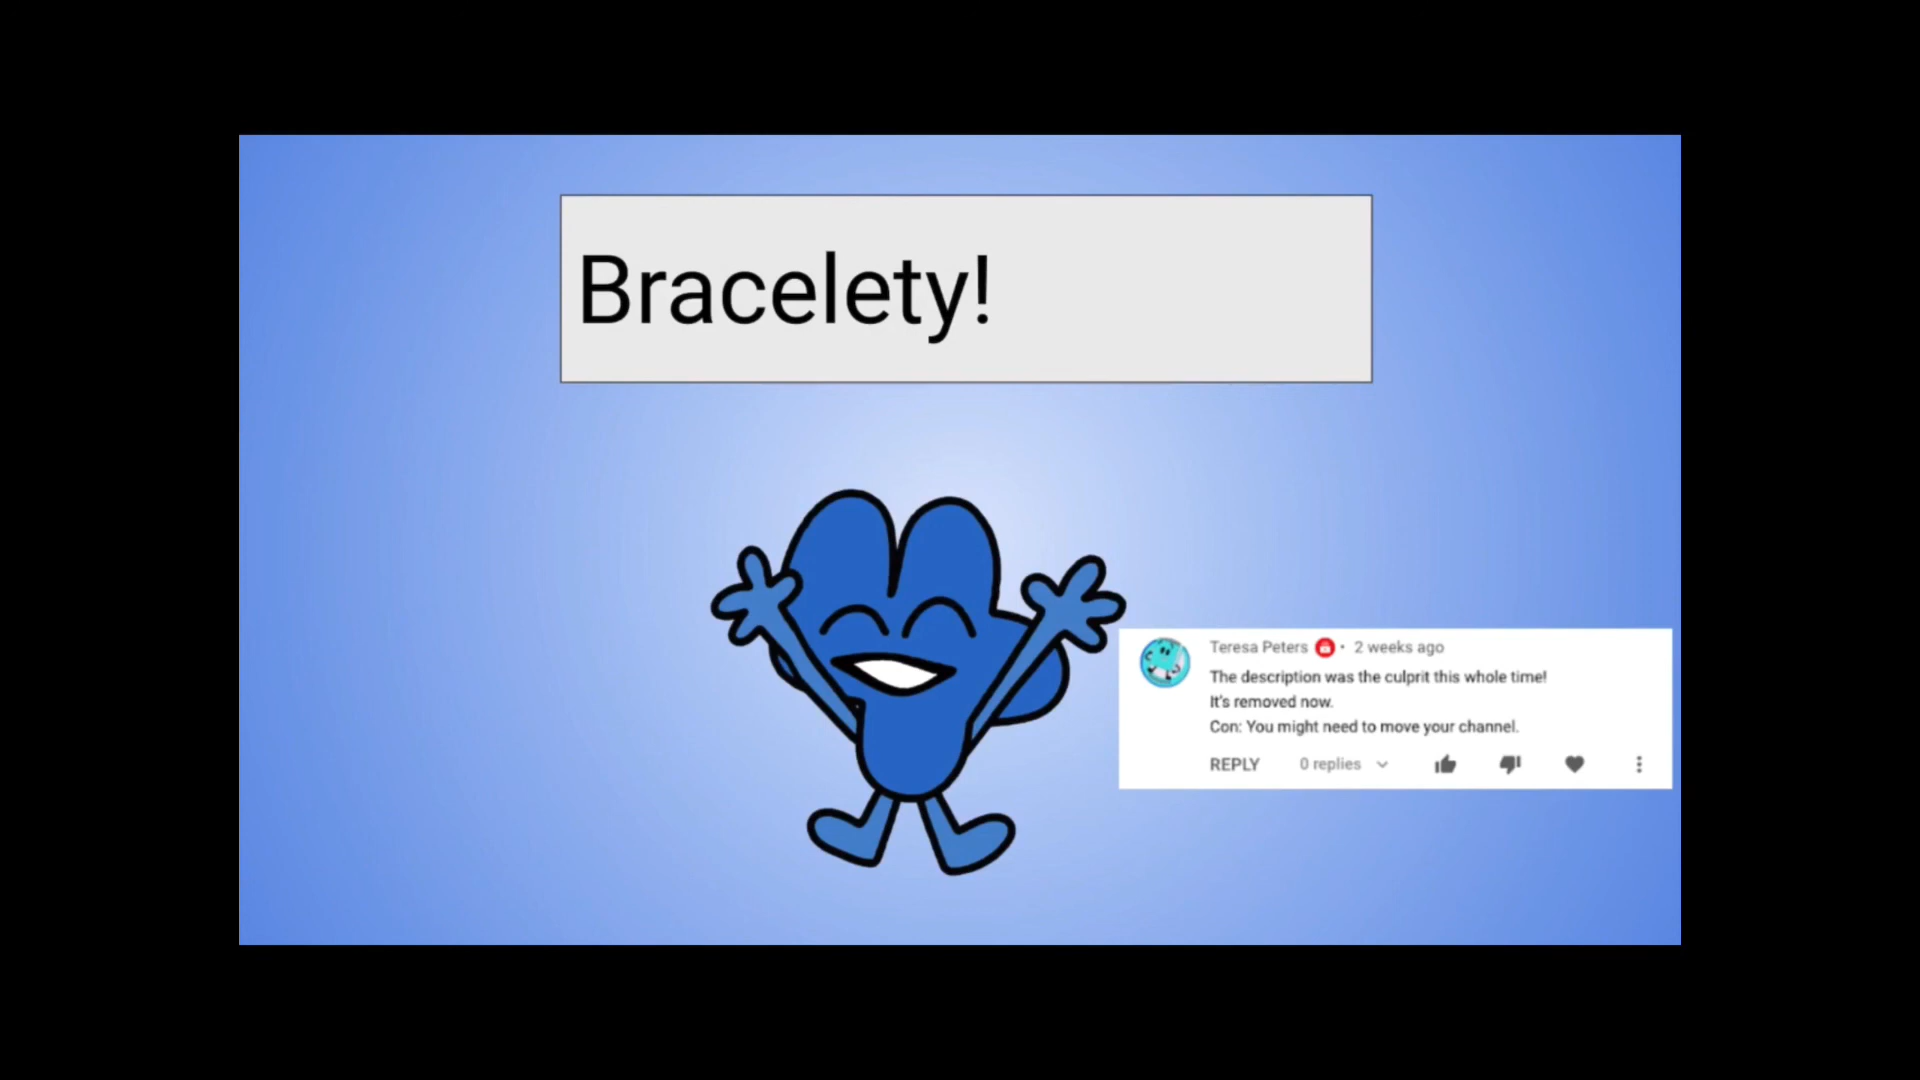 Bracelety!
Teresa Peters · 2 weeks ago
The description was the culprit this whole time!
It's removed now.
Con: You might need to move your channel.
REPLY 0 replies